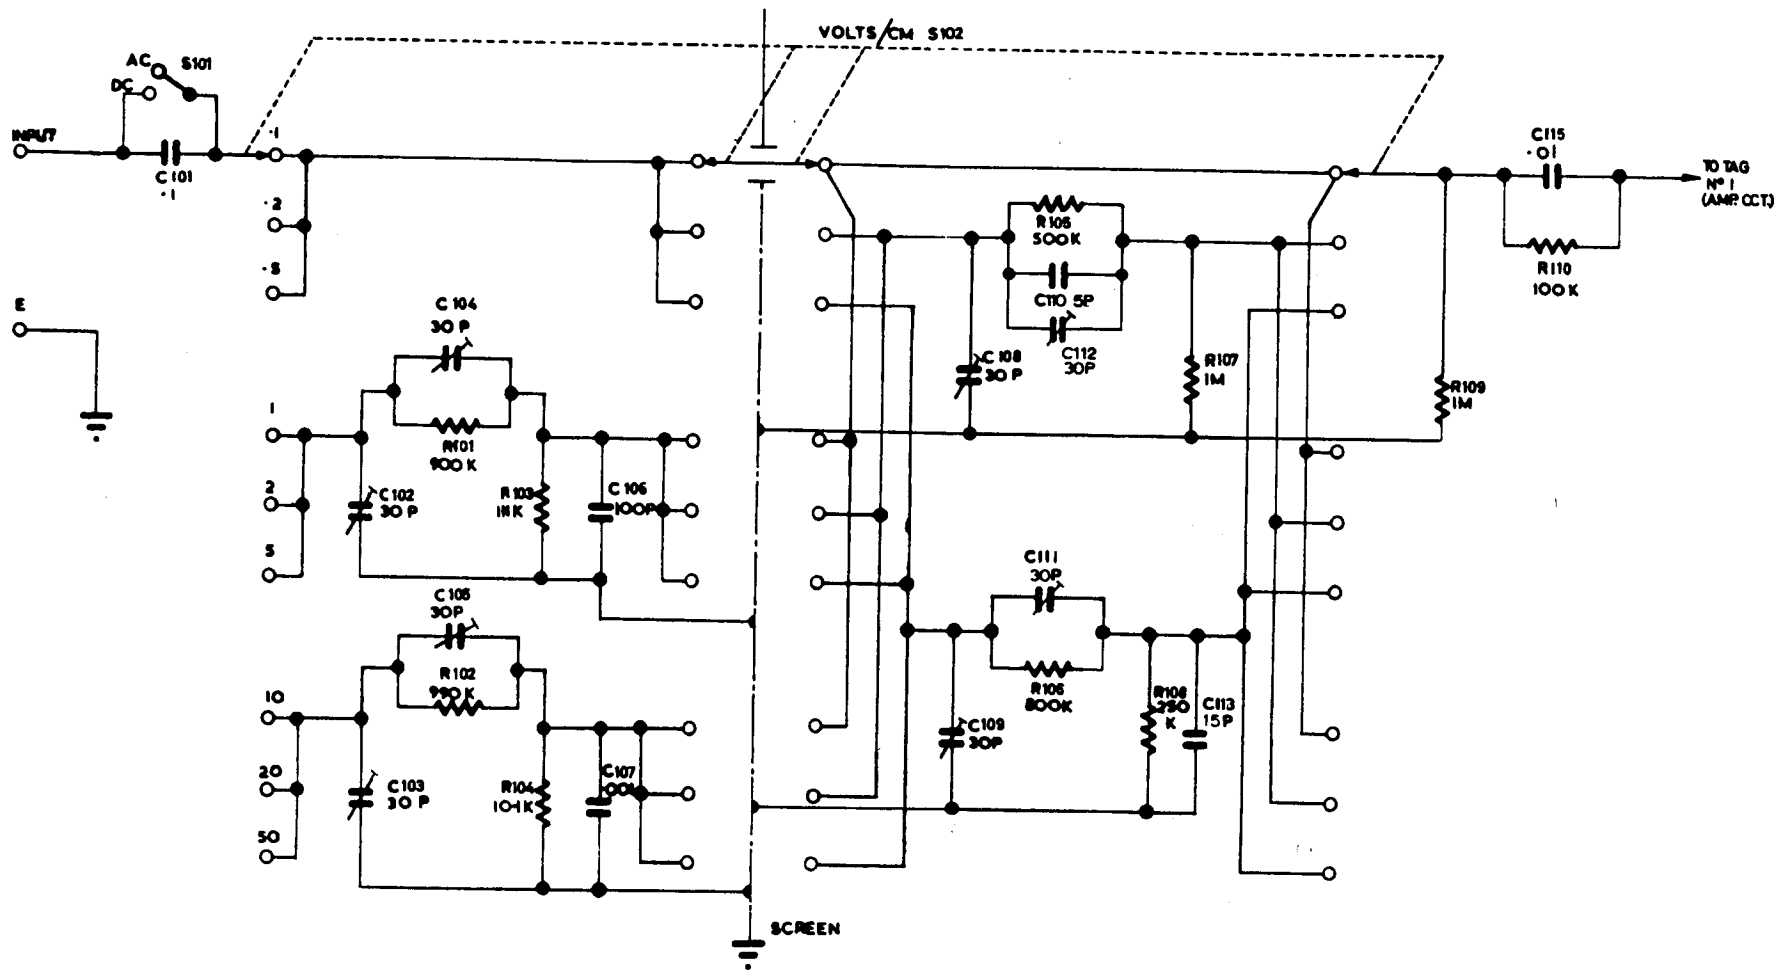 VOLTS/CM S102
AC
S101
DC
INPUT
C101
.1
.1
.2
.5
E
C115
.01
TO TAG
Nº 1
(AMP. CCT.)
R110
100K
R105
500K
C110 5P
C112
30P
C108
30P
R107
1M
R109
1M
C104
30P
R101
900K
1
2
5
C102
30P
R103
111K
C106
100P
C105
30P
R102
990K
10
20
50
C103
30P
R104
10.1K
C107
.001
C111
30P
R106
800K
C109
30P
R108
250
K
C113
15P
SCREEN